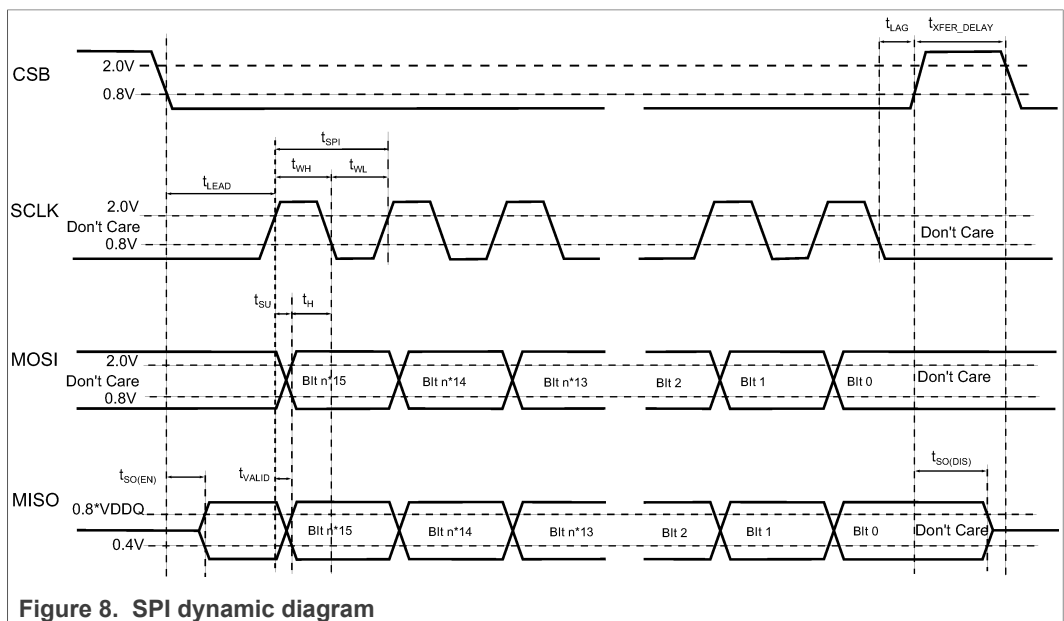 tLAG tXFER_DELAY
CSB
2.0V
0.8V
tSPI
tWH tWL
tLEAD
SCLK
2.0V
Don't Care
0.8V
Don't Care
tSU tH
MOSI
2.0V
Don't Care
0.8V
BIt n*15 BIt n*14 BIt n*13 BIt 2 BIt 1 BIt 0 Don't Care
tSO(EN) tVALID tSO(DIS)
MISO
0.8*VDDQ
0.4V
BIt n*15 BIt n*14 BIt n*13 BIt 2 BIt 1 BIt 0 Don't Care
Figure 8. SPI dynamic diagram